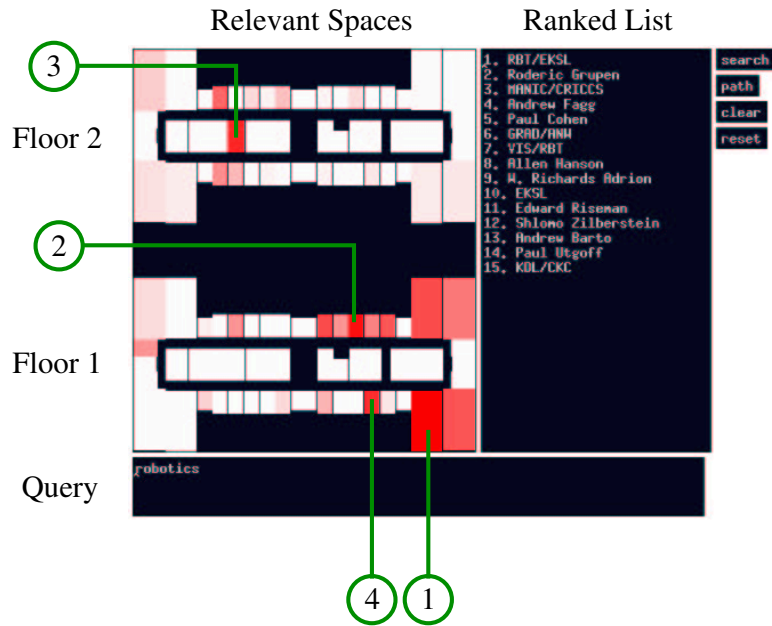 Relevant Spaces
Ranked List
3
Floor 2
2
Floor 1
1. RBT/EKSL
2. Roderic Grupen
3. MANIC/CRICCS
4. Andrew Fagg
5. Paul Cohen
6. GRAD/ANW
7. VIS/RBT
8. Allen Hanson
9. W. Richards Adrion
10. EKSL
11. Edward Riseman
12. Shlomo Zilberstein
13. Andrew Barto
14. Paul Utgoff
15. KDL/CKC
search
path
clear
reset
Query
robotics
4
1